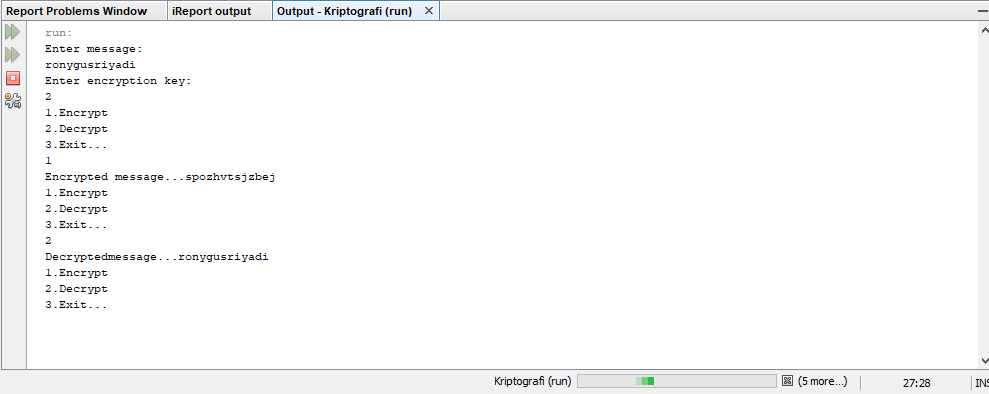 Report Problems Window iReport output Output - Kriptografi (run) ×
run:
Enter message:
ronygusriyadi
Enter encryption key:
2
1.Encrypt
2.Decrypt
3.Exit...
1
Encrypted message...spozhvtsjzbej
1.Encrypt
2.Decrypt
3.Exit...
2
Decryptedmessage...ronygusriyadi
1.Encrypt
2.Decrypt
3.Exit...
Kriptografi (run) (5 more...) 27:28 INS